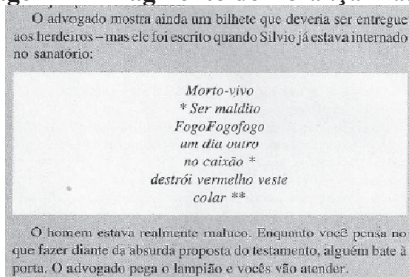 O advogado mostra ainda um bilhete que deveria ser entregue
aos herdeiros – mas ele foi escrito quando Silvio já estava internado
no sanatório:
Morto-vivo
* Ser maldito
FogoFogofogo
um dia outro
no caixão *
destrói vermelho veste
colar **
O homem estava realmente maluco. Enquanto você pensa no
que fazer diante da absurda proposta do testamento, alguém bate à
porta. O advogado pega o lampião e vocês vão atender.